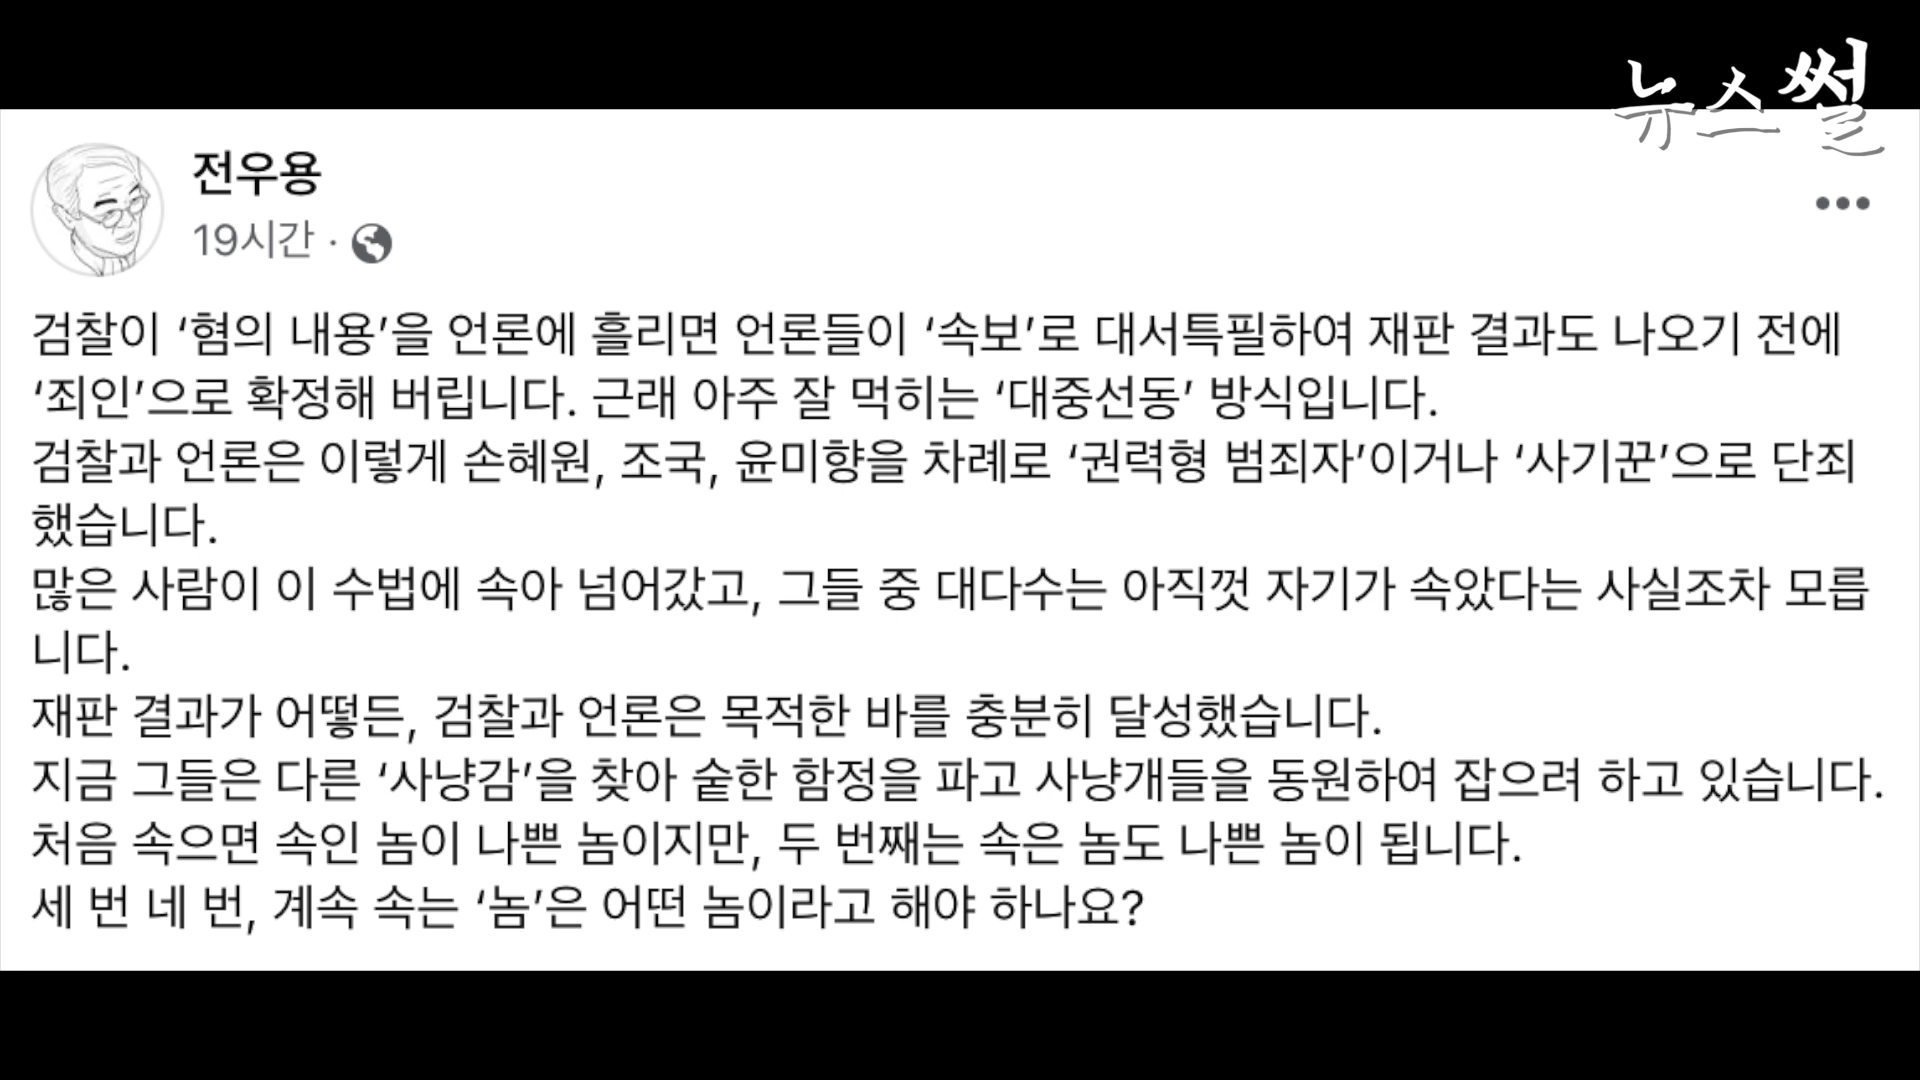 뉴스썰
전우용
19시간 ·
검찰이 ‘혐의 내용’을 언론에 흘리면 언론들이 ‘속보’로 대서특필하여 재판 결과도 나오기 전에
‘죄인’으로 확정해 버립니다. 근래 아주 잘 먹히는 ‘대중선동’ 방식입니다.
검찰과 언론은 이렇게 손혜원, 조국, 윤미향을 차례로 ‘권력형 범죄자’이거나 ‘사기꾼’으로 단죄
했습니다.
많은 사람이 이 수법에 속아 넘어갔고, 그들 중 대다수는 아직껏 자기가 속았다는 사실조차 모릅
니다.
재판 결과가 어떻든, 검찰과 언론은 목적한 바를 충분히 달성했습니다.
지금 그들은 다른 ‘사냥감’을 찾아 숱한 함정을 파고 사냥개들을 동원하여 잡으려 하고 있습니다.
처음 속으면 속인 놈이 나쁜 놈이지만, 두 번째는 속은 놈도 나쁜 놈이 됩니다.
세 번 네 번, 계속 속는 ‘놈’은 어떤 놈이라고 해야 하나요?